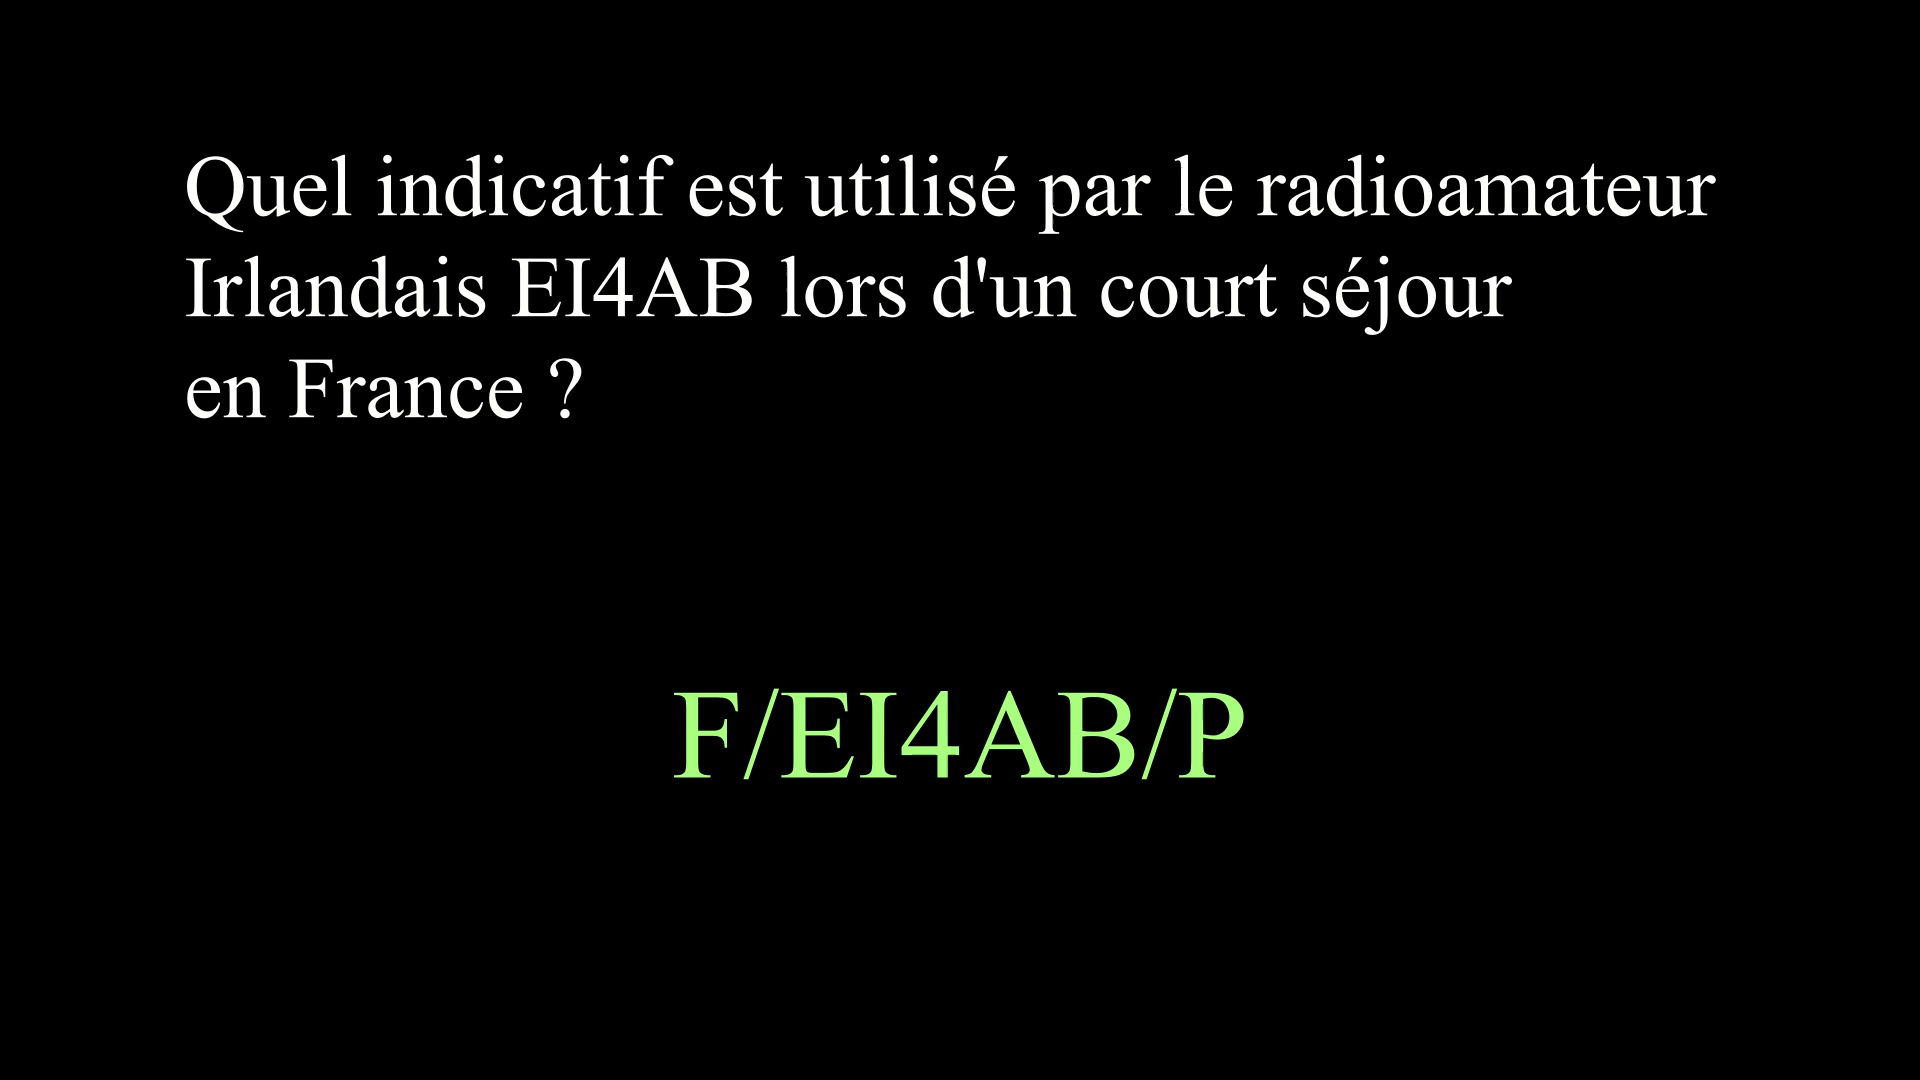 Quel indicatif est utilisé par le radioamateur
Irlandais EI4AB lors d'un court séjour
en France ?
F/EI4AB/P